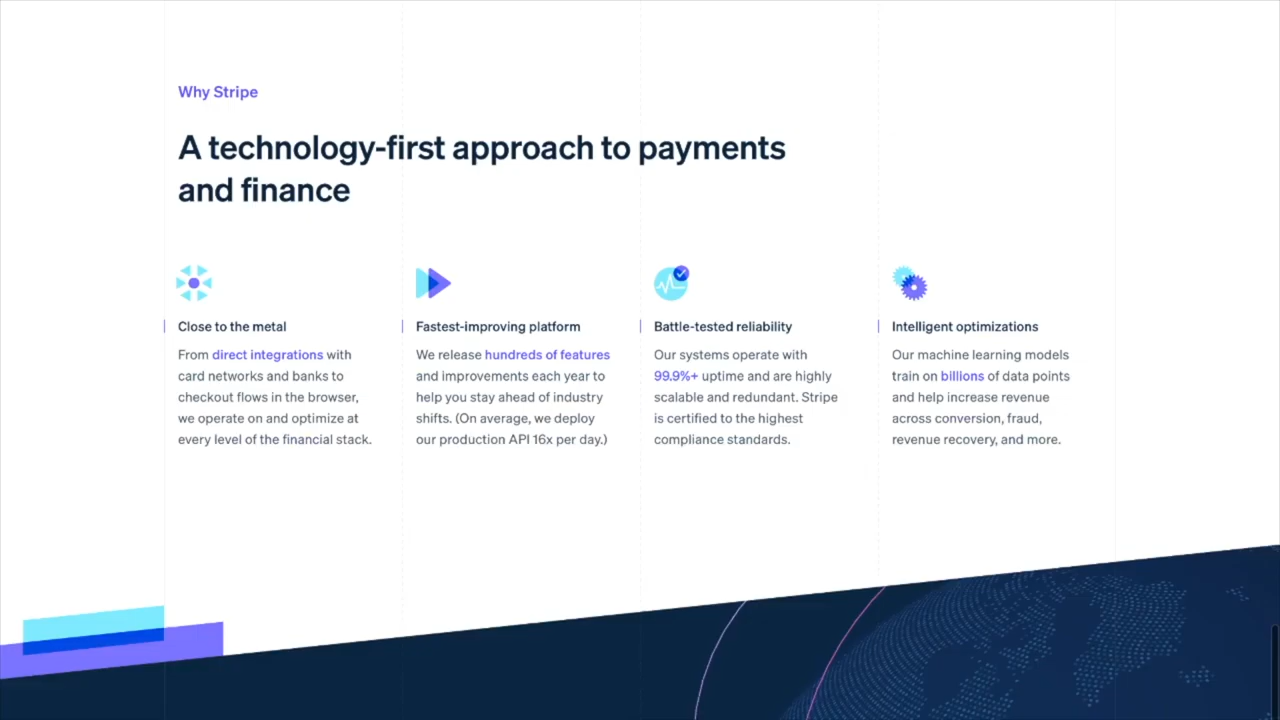 Why Stripe
A technology-first approach to payments
and finance
Close to the metal
From direct integrations with
card networks and banks to
checkout flows in the browser,
we operate on and optimize at
every level of the financial stack.
Fastest-improving platform
We release hundreds of features
and improvements each year to
help you stay ahead of industry
shifts. (On average, we deploy
our production API 16x per day.)
Battle-tested reliability
Our systems operate with
99.9%+ uptime and are highly
scalable and redundant. Stripe
is certified to the highest
compliance standards.
Intelligent optimizations
Our machine learning models
train on billions of data points
and help increase revenue
across conversion, fraud,
revenue recovery, and more.